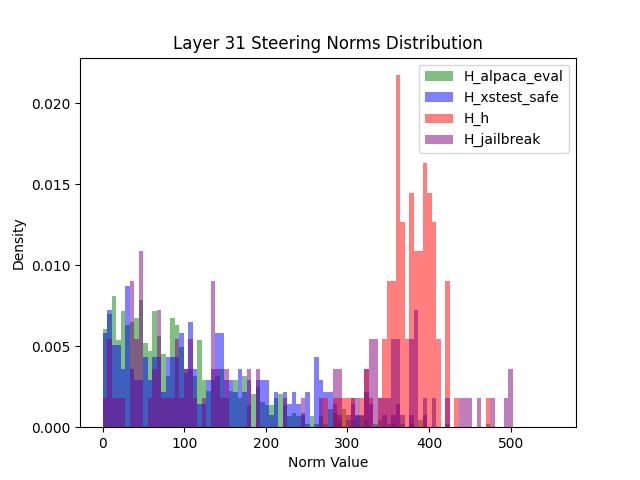 Layer 31 Steering Norms Distribution
H_alpaca_eval
H_xstest_safe
H_h
H_jailbreak
Density
0.020
0.015
0.010
0.005
0.000
0 100 200 300 400 500
Norm Value